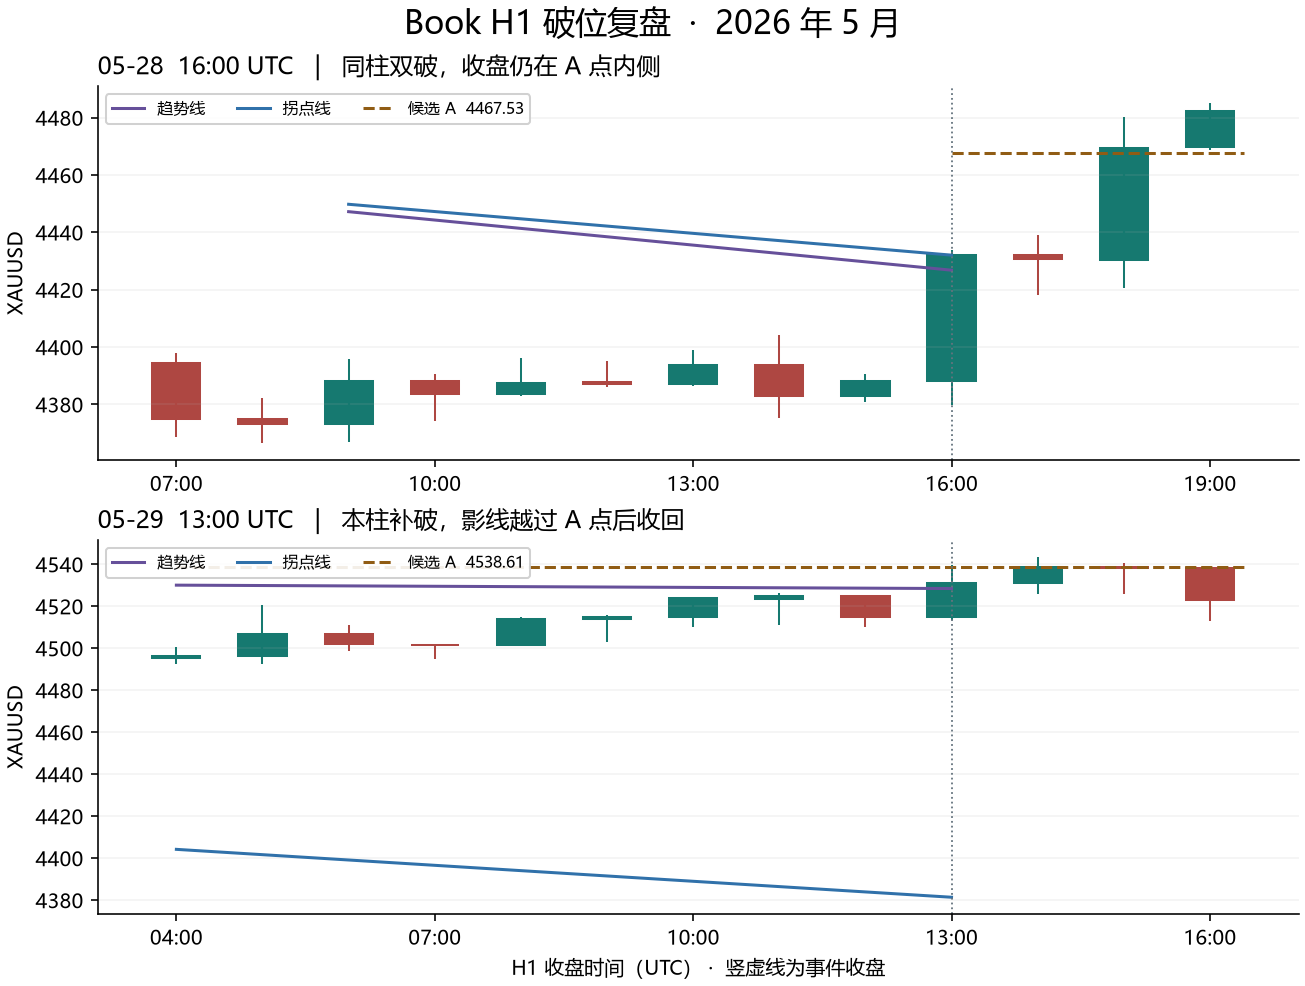 Book H1 破位复盘 · 2026 年 5 月
05-28 16:00 UTC | 同柱双破，收盘仍在 A 点内侧
趋势线 拐点线 候选 A 4467.53
4480
4460
4440
4420
4400
4380
XAUUSD
07:00 10:00 13:00 16:00 19:00
05-29 13:00 UTC | 本柱补破，影线越过 A 点后收回
趋势线 拐点线 候选 A 4538.61
4540
4520
4500
4480
4460
4440
4420
4400
4380
XAUUSD
04:00 07:00 10:00 13:00 16:00
H1 收盘时间（UTC） · 竖虚线为事件收盘